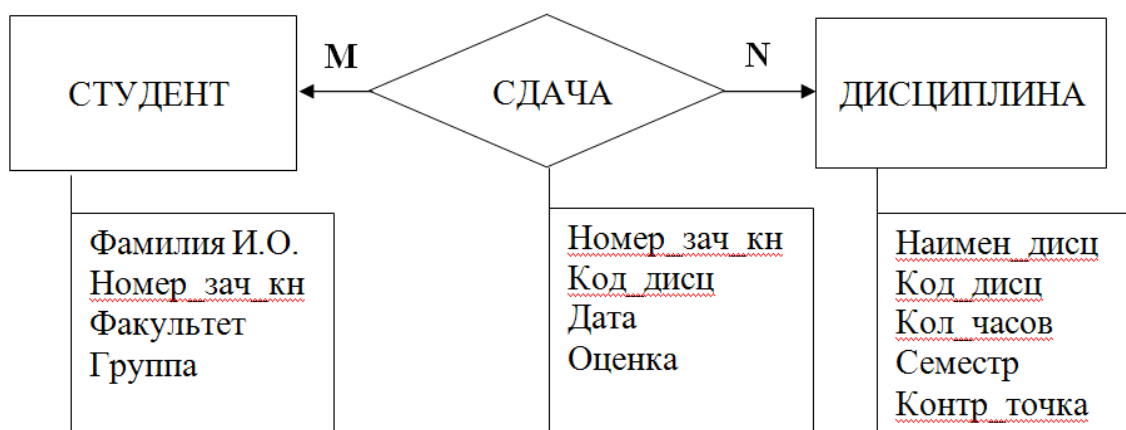 СТУДЕНТ
M
СДАЧА
N
ДИСЦИПЛИНА
Фамилия И.О.
Номер_зач_кн
Факультет
Группа
Номер_зач_кн
Код_дисц
Дата
Оценка
Наимен_дисц
Код_дисц
Кол_часов
Семестр
Контр_точка